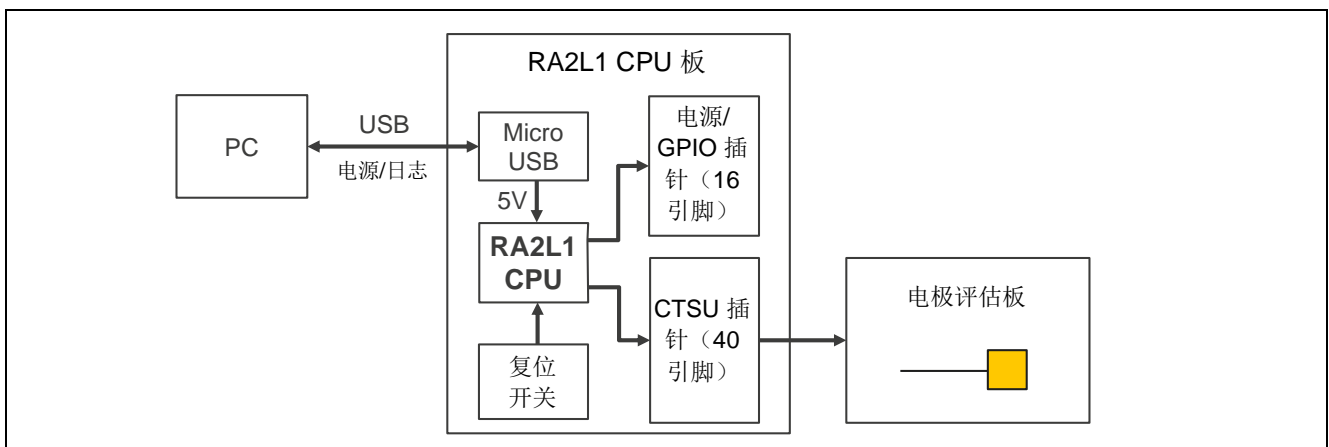 RA2L1 CPU 板
PC
USB
电源/日志
Micro
USB
5V
RA2L1
CPU
复位
开关
电源/
GPIO 插
针（16
引脚）
CTSU 插
针（40
引脚）
电极评估板